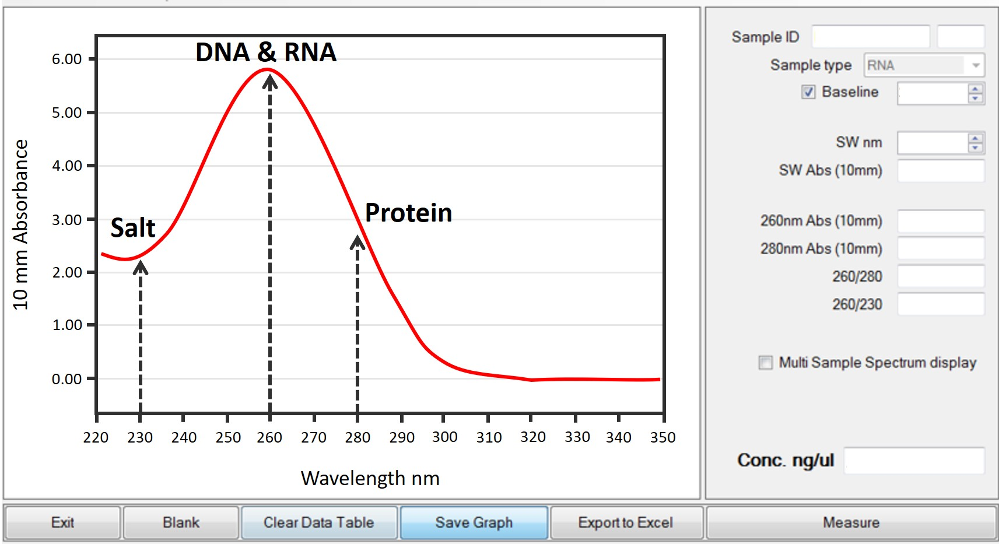 DNA & RNA
Salt
Protein
10 mm Absorbance
6.00
5.00
4.00
3.00
2.00
1.00
0.00
220 230 240 250 260 270 280 290 300 310 320 330 340 350
Wavelength nm
Sample ID
Sample type RNA
Baseline
SW nm
SW Abs (10mm)
260nm Abs (10mm)
280nm Abs (10mm)
260/280
260/230
Multi Sample Spectrum display
Conc. ng/ul
Exit Blank Clear Data Table Save Graph Export to Excel Measure